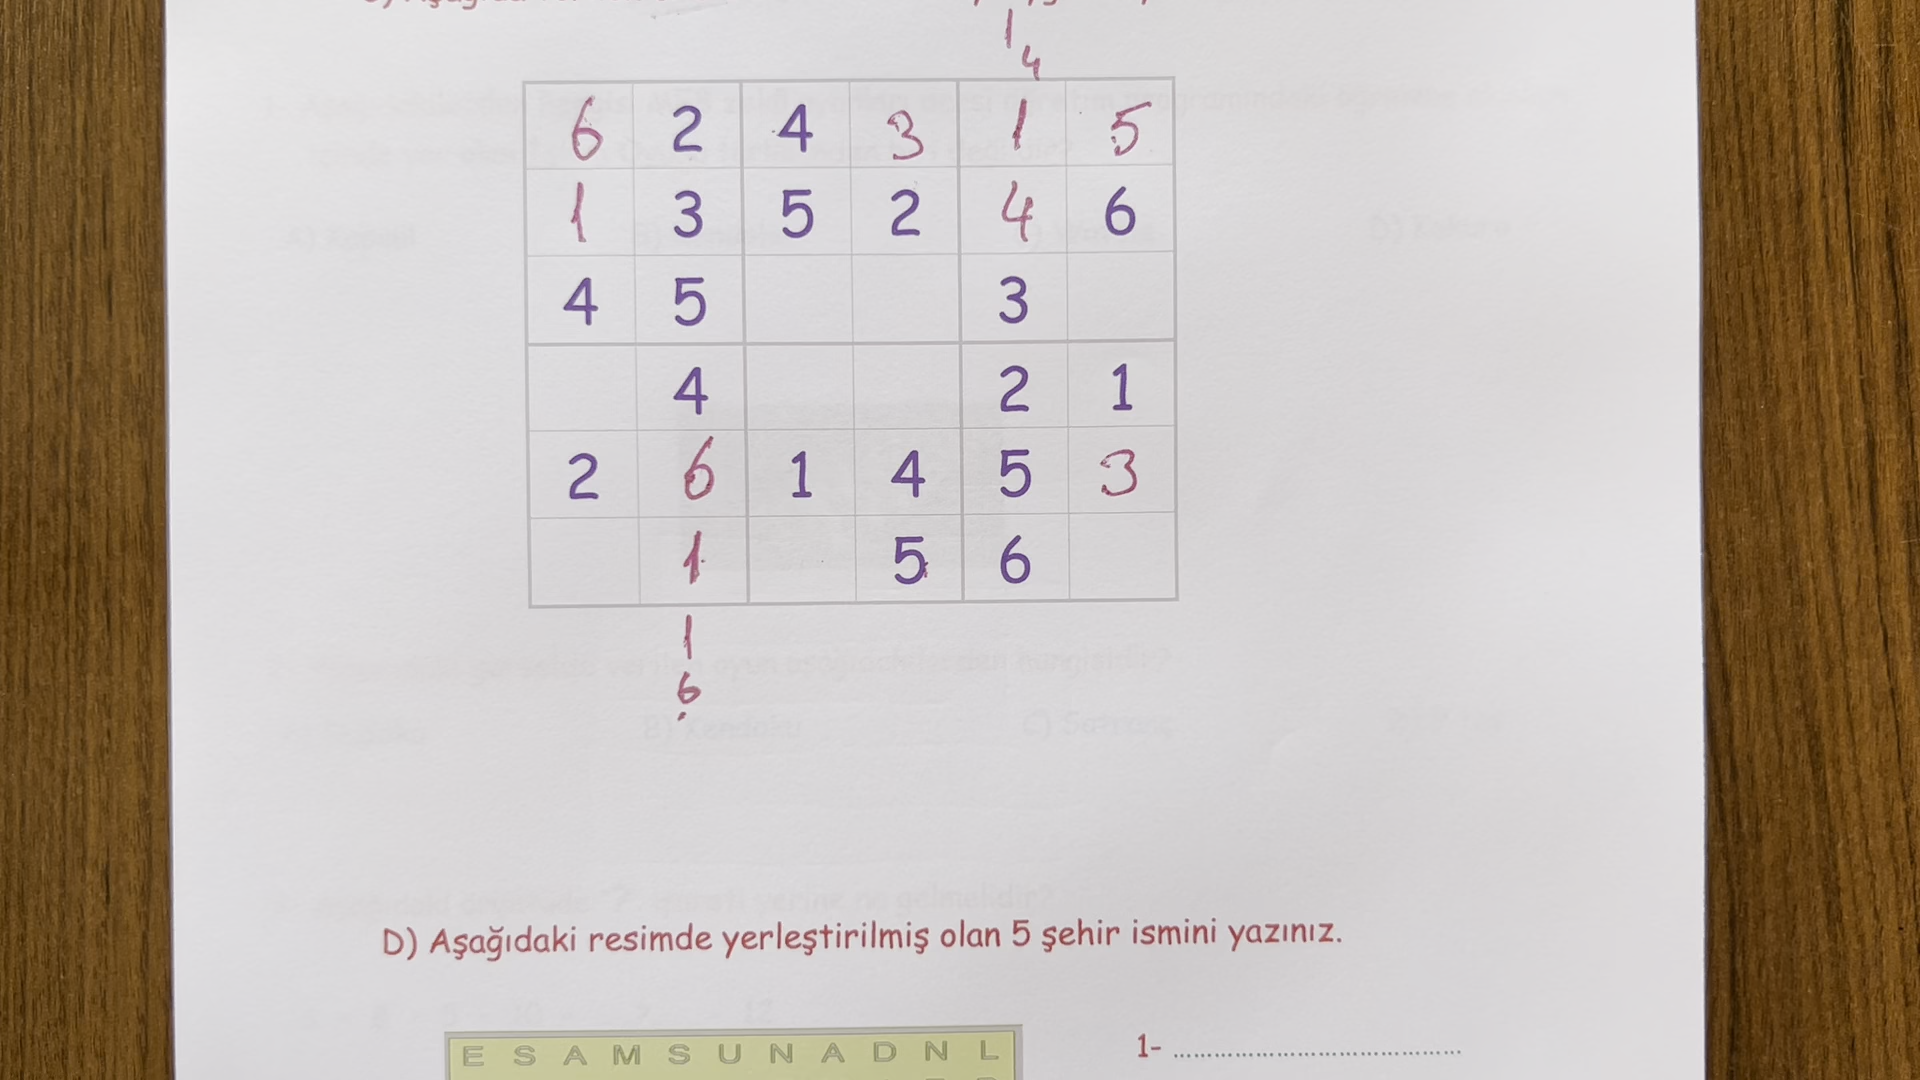 1
4
6 2 4 3 1 5
1 3 5 2 4 6
4 5 3
4 2 1
2 6 1 4 5 3
1 5 6
1
6
D) Aşağıdaki resimde yerleştirilmiş olan 5 şehir ismini yazınız.
E S A M S U N A D N L
1- ..........................................